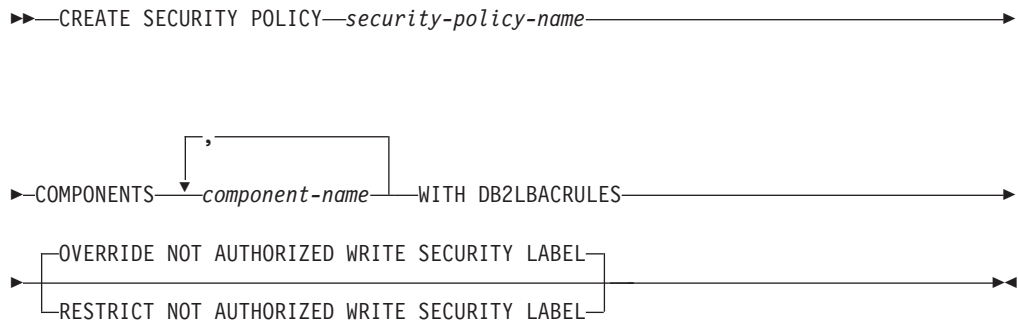 CREATE SECURITY POLICY security-policy-name
,
COMPONENTS component-name WITH DB2LBACRULES
OVERRIDE NOT AUTHORIZED WRITE SECURITY LABEL
RESTRICT NOT AUTHORIZED WRITE SECURITY LABEL